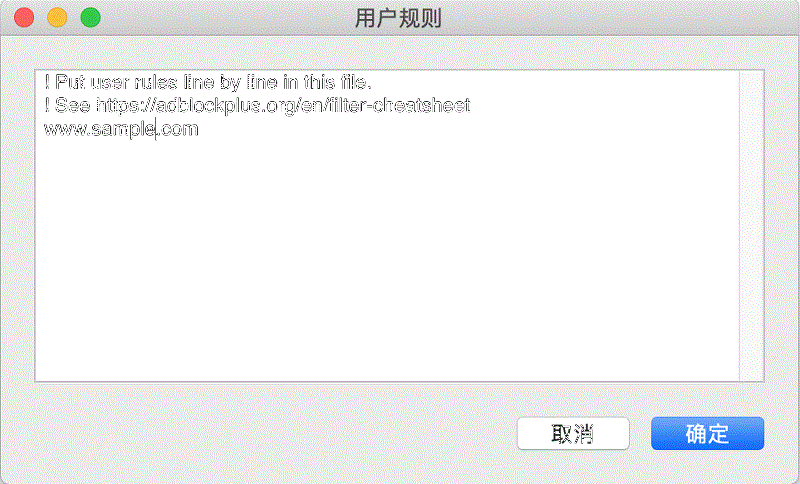 用户规则
! Put user rules line by line in this file.
! See https://adblockplus.org/en/filter-cheatsheet
www.sample.com
取消
确定